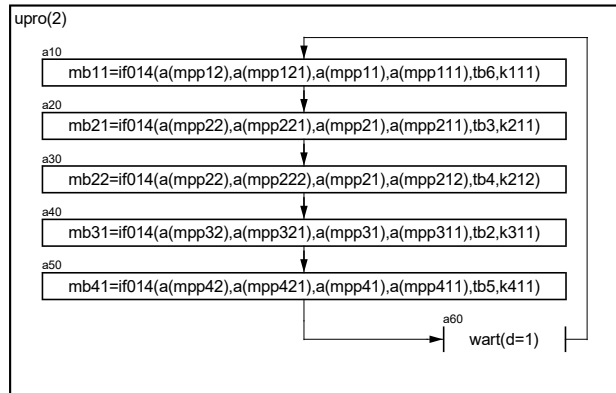 upro(2)
a10
mb11=if014(a(mpp12),a(mpp121),a(mpp11),a(mpp111),tb6,k111)
a20
mb21=if014(a(mpp22),a(mpp221),a(mpp21),a(mpp211),tb3,k211)
a30
mb22=if014(a(mpp22),a(mpp222),a(mpp21),a(mpp212),tb4,k212)
a40
mb31=if014(a(mpp32),a(mpp321),a(mpp31),a(mpp311),tb2,k311)
a50
mb41=if014(a(mpp42),a(mpp421),a(mpp41),a(mpp411),tb5,k411)
a60
wart(d=1)